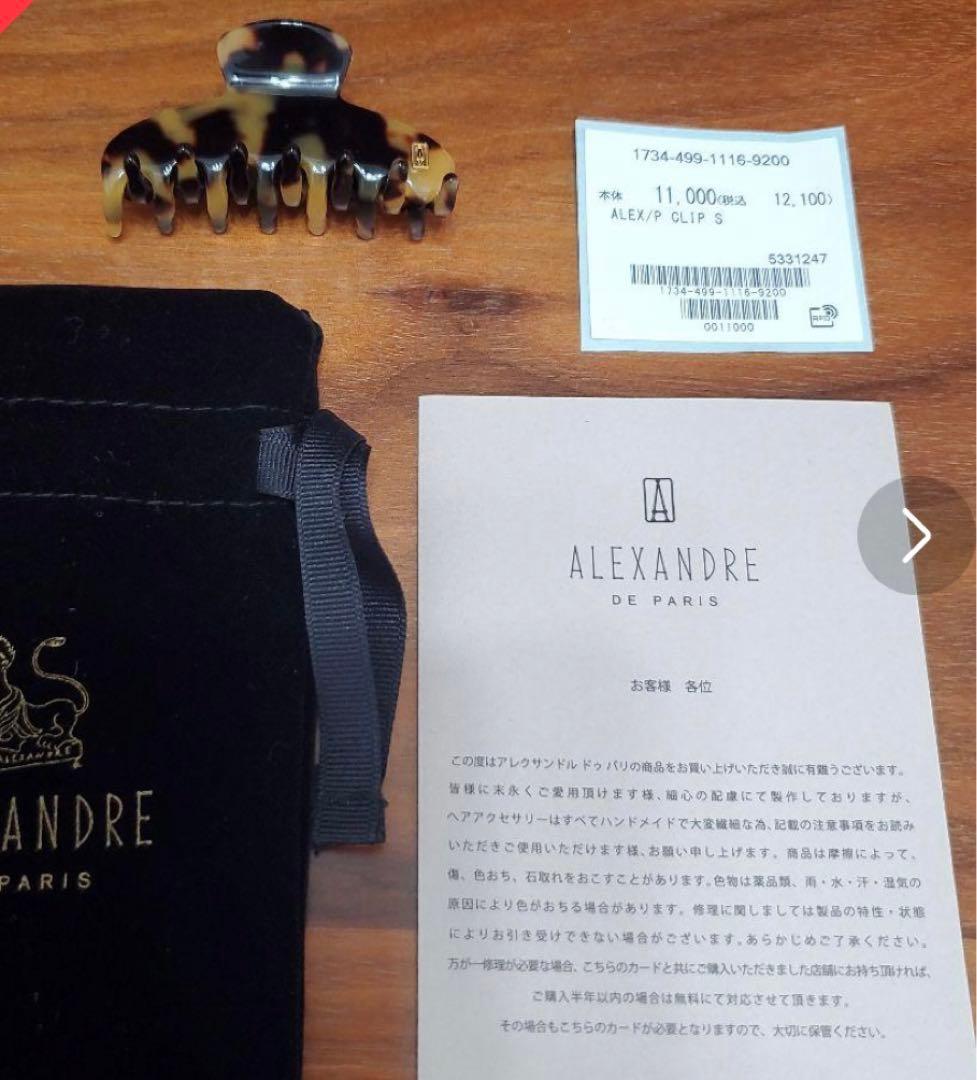 1734-499-1116-9200
本体 11,000(税込 12,100)
ALEX/P CLIP S
5331247
1734-499-1116-9200
0011000
A
ALEXANDRE
DE PARIS
お客様 各位
この度はアレクサンドル ドゥ パリの商品をお買い上げいただき誠に有難うございます。
皆様に末永くご愛用頂けます様、細心の配慮にて製作しておりますが、
ヘアアクセサリーはすべてハンドメイドで大変繊細な為、記載の注意事項をお読み
いただきご使用いただけます様、お願い申し上げます。商品は摩擦によって、
傷、色おち、石取れをおこすことがあります。色物は薬品類、雨・水・汗・湿気の
原因により色がおちる場合があります。修理に関しましては製品の特性・状態
によりお引き受けできない場合がございます。あらかじめご了承ください。
万が一修理が必要な場合、こちらのカードと共にご購入いただきました店舗にお持ち頂ければ、
ご購入半年以内の場合は無料にて対応させて頂きます。
その場合もこちらのカードが必要となりますので、大切に保管ください。
ALEXANDRE
ANDRE
PARIS